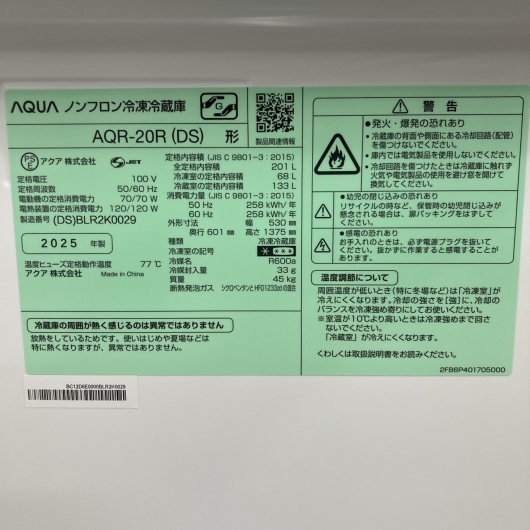 AQUA ノンフロン冷凍冷蔵庫
AQR-20R (DS) 形
製品関連情報
PS E アクア 株式会社 S-JET
定格電圧 100 V
定格周波数 50/60 Hz
電動機の定格消費電力 70/70 W
電熱装置の定格消費電力 120/120 W
製造番号 (DS)BLR2K0029
2025 年製
温度ヒューズ定格動作温度 77 ℃
アクア 株式会社 Made in China
定格内容積 (JIS C 9801-3 : 2015)
全定格内容積 201 L
冷凍室の定格内容積 68 L
冷蔵室の定格内容積 133 L
消費電力量 (JIS C 9801-3 : 2015)
50 Hz 258 kWh/年
60 Hz 258 kWh/年
外形寸法 幅 530 mm
奥行 601 mm 高さ 1375 mm
種類 冷凍冷蔵庫
冷凍室の記号
冷媒名 R600a
冷媒封入量 33 g
質量 45 kg
断熱発泡ガス シクロペンタンとHFO1233zdの混合
冷蔵庫の周囲が熱く感じるのは異常ではありません
放熱をしているためです。使いはじめや夏場などは
特に熱くなりますが、異常ではありません。
BC12D6E0000BLR2K0029
警告
●発火・爆発の恐れあり
・冷蔵庫の背面や側面にある冷却回路(配管)
を傷つけないでください。
・庫内では電気製品を使用しないでください。
・冷却回路を傷つけたときは冷蔵庫に触れず
火気や電気製品の使用を避け窓を開けて
換気してください。
●幼児の閉じ込みの恐れあり
リサイクルの時など、保管時の幼児閉じ込みが
懸念される場合は、扉パッキングをはずして
ください。
●感電の恐れあり
お手入れのときは、必ず電源プラグを抜いて
ください。抜かずに作業すると感電することが
あります。
温度調節について
周囲温度が低いとき(特に冬場など)は「冷凍室」が
冷えにくくなります。冷却の強さを[強]に、冷却の
バランスを冷凍強め寄りにしてお使いください。
※室温が10℃より高いときは冷凍強めまで回さ
ないでください。「冷蔵室」が冷えにくくなります。
くわしくは取扱説明書をお読みください。
2FB6P401705000